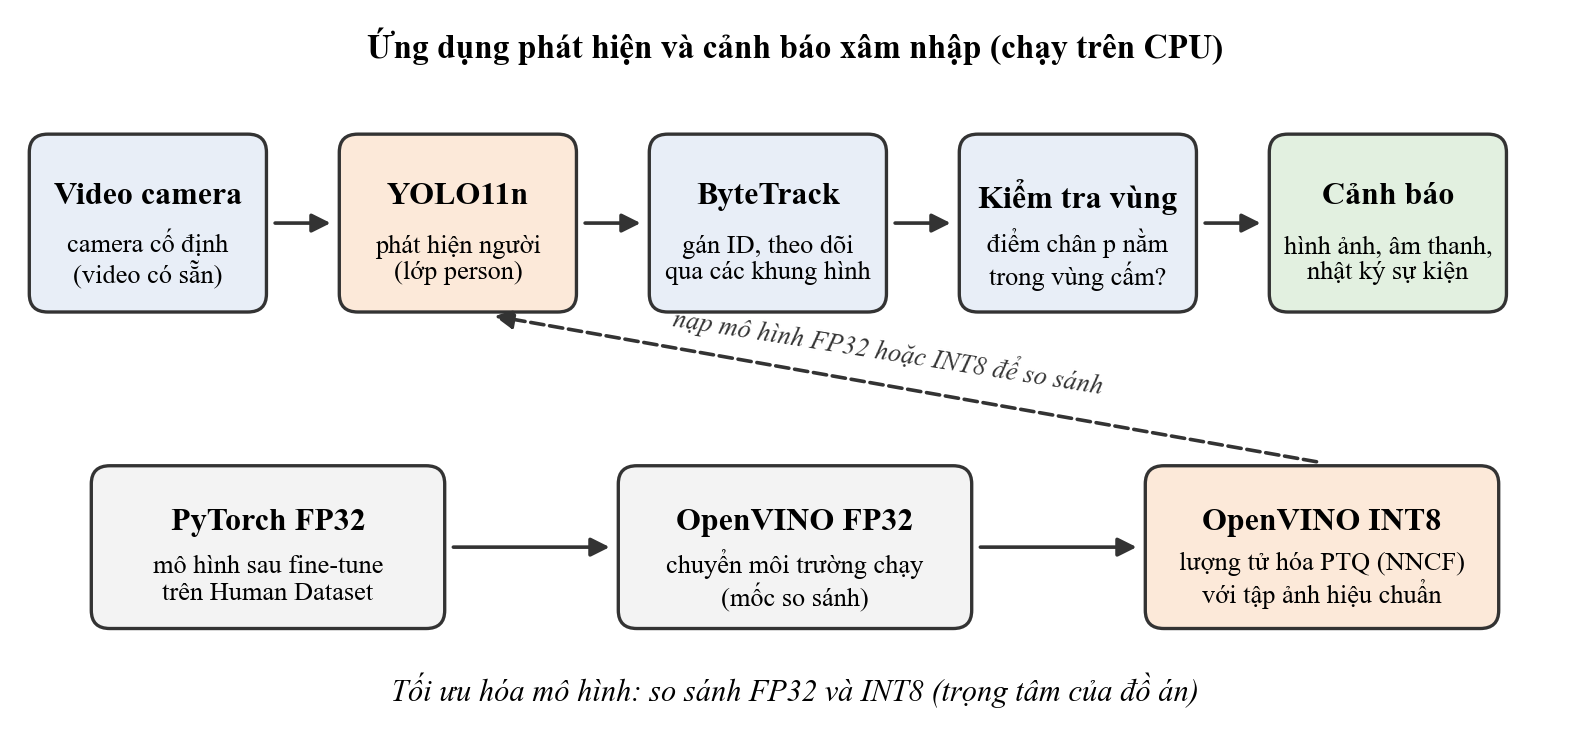 Ứng dụng phát hiện và cảnh báo xâm nhập (chạy trên CPU)
Video camera
camera cố định
(video có sẵn)
YOLO11n
phát hiện người
(lớp person)
ByteTrack
gán ID, theo dõi
qua các khung hình
Kiểm tra vùng
điểm chân p nằm
trong vùng cấm?
Cảnh báo
hình ảnh, âm thanh,
nhật ký sự kiện
nạp mô hình FP32 hoặc INT8 để so sánh
PyTorch FP32
mô hình sau fine-tune
trên Human Dataset
OpenVINO FP32
chuyển môi trường chạy
(mốc so sánh)
OpenVINO INT8
lượng tử hóa PTQ (NNCF)
với tập ảnh hiệu chuẩn
Tối ưu hóa mô hình: so sánh FP32 và INT8 (trọng tâm của đồ án)